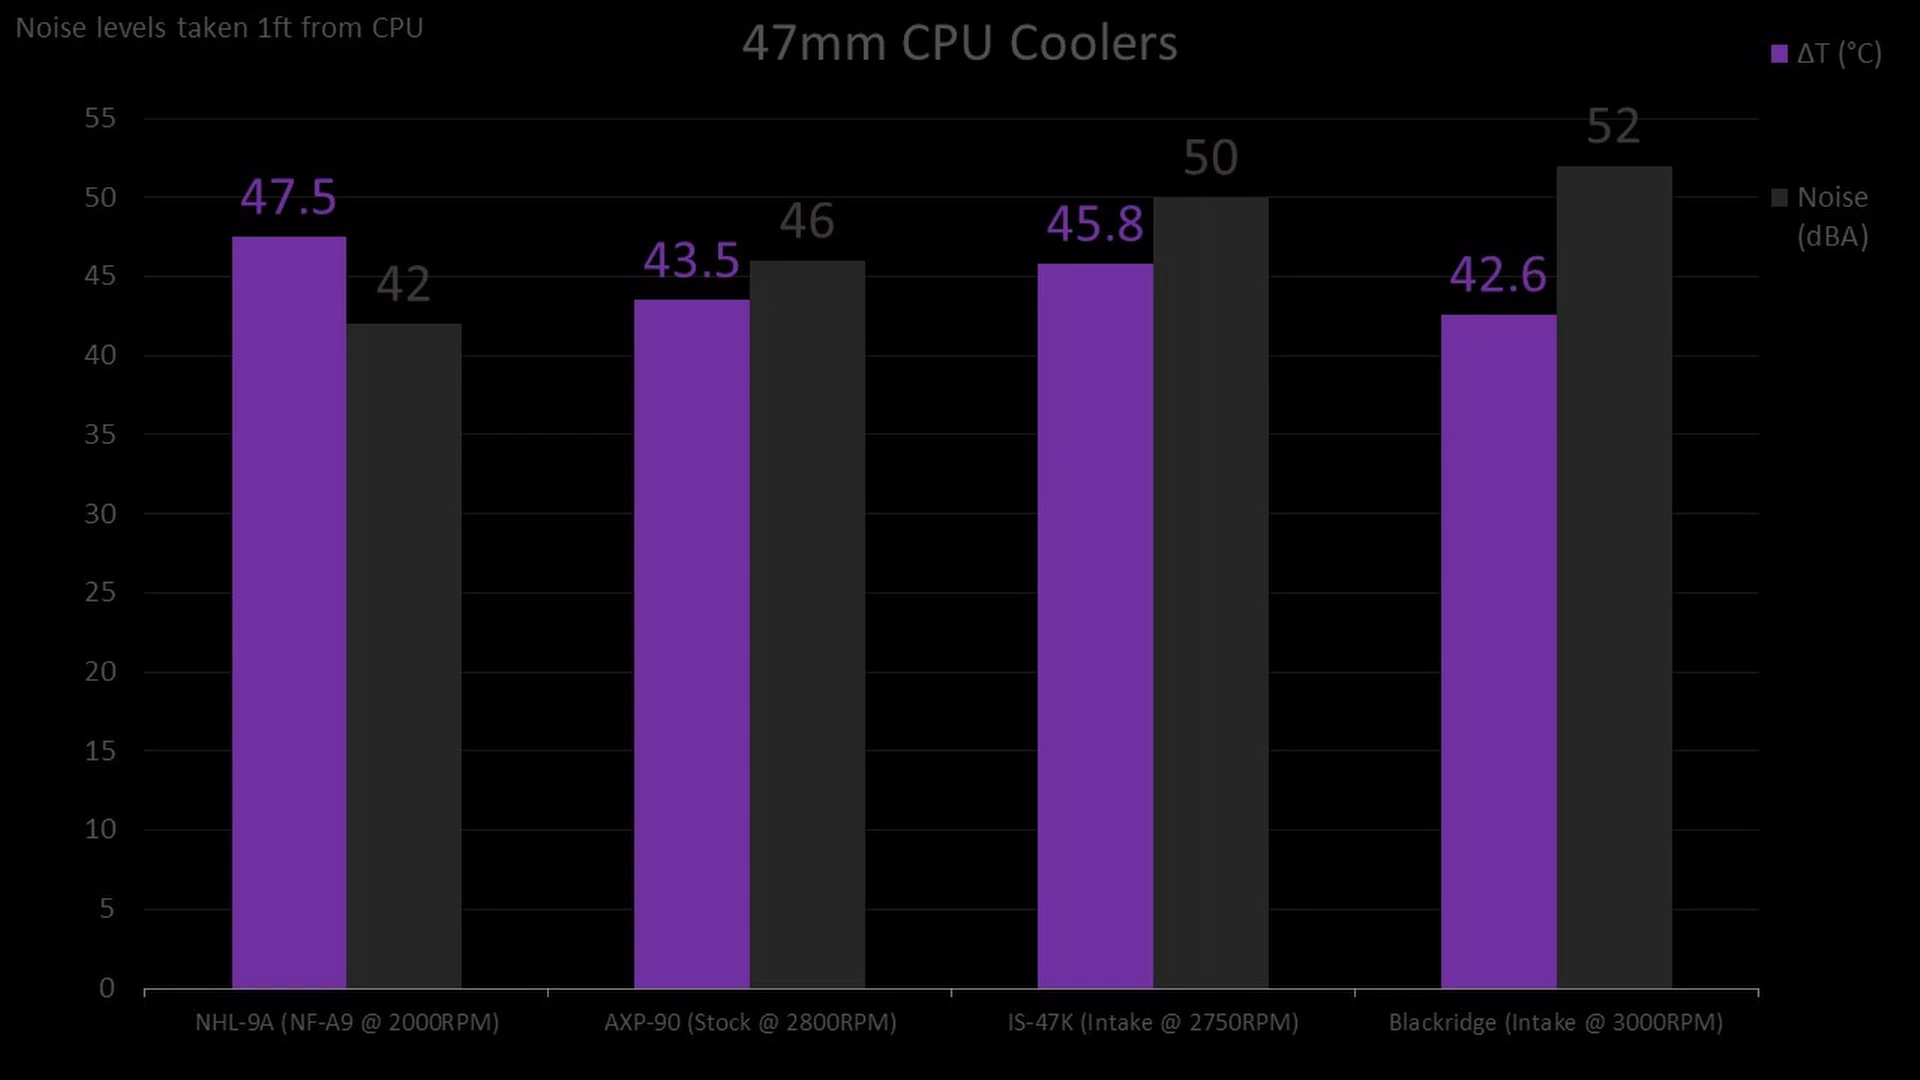 Noise levels taken 1ft from CPU
47mm CPU Coolers
ΔT (°C)
Noise
(dBA)
55
50
45
40
35
30
25
20
15
10
5
0
47.5
42
43.5
46
45.8
50
42.6
52
NHL-9A (NF-A9 @ 2000RPM)
AXP-90 (Stock @ 2800RPM)
IS-47K (Intake @ 2750RPM)
Blackridge (Intake @ 3000RPM)